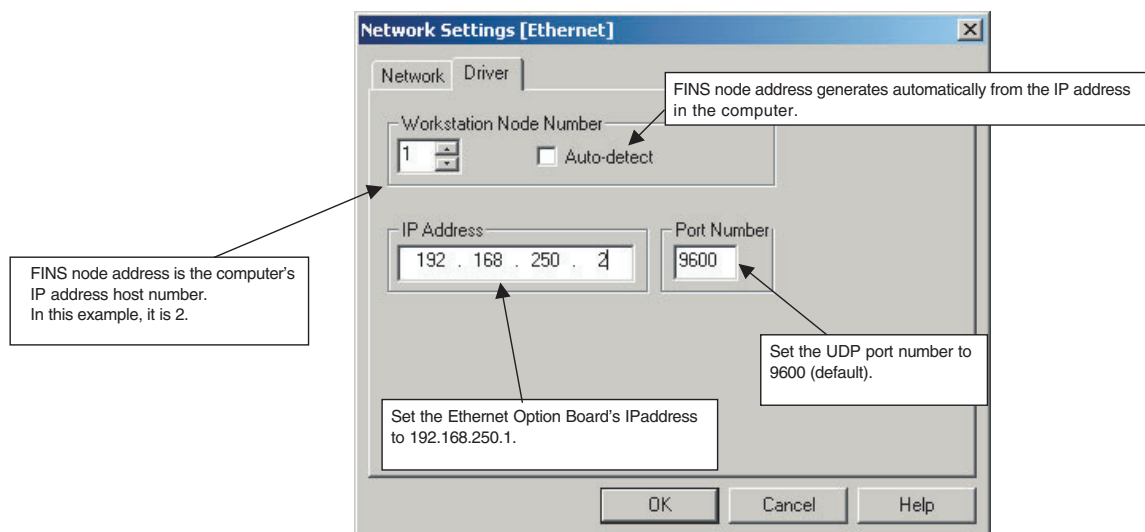 Network Settings [Ethernet]
Network
Driver
FINS node address generates automatically from the IP address
in the computer.
Workstation Node Number
1
Auto-detect
IP Address
192 . 168 . 250 . 2
Port Number
9600
FINS node address is the computer's
IP address host number.
In this example, it is 2.
Set the UDP port number to
9600 (default).
Set the Ethernet Option Board's IPaddress
to 192.168.250.1.
OK
Cancel
Help